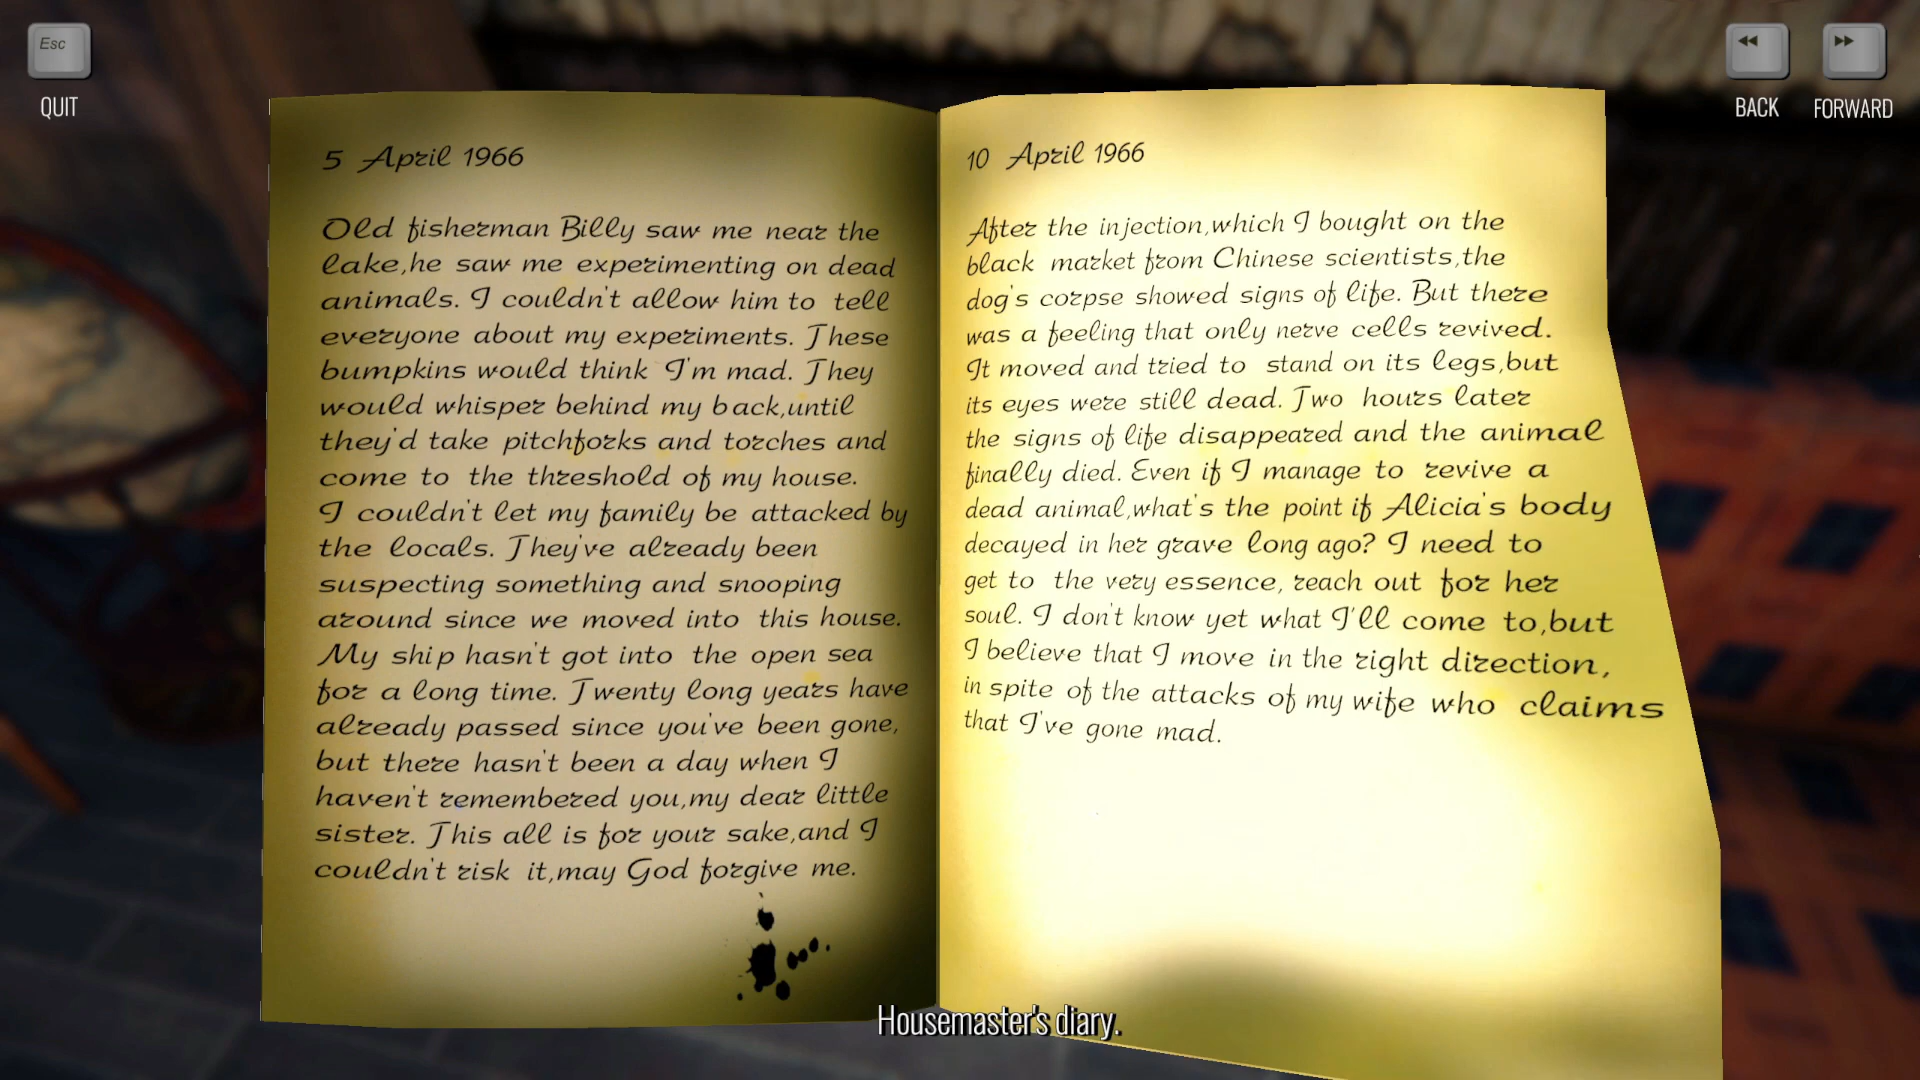 Esc
QUIT
BACK
FORWARD
5 April 1966
Old fisherman Billy saw me near the
lake,he saw me experimenting on dead
animals. I couldn't allow him to tell
everyone about my experiments. These
bumpkins would think I'm mad. They
would whisper behind my back,until
they'd take pitchforks and torches and
come to the threshold of my house.
I couldn't let my family be attacked by
the locals. They've already been
suspecting something and snooping
around since we moved into this house.
My ship hasn't got into the open sea
for a long time. Twenty long years have
already passed since you've been gone,
but there hasn't been a day when I
haven't remembered you,my dear little
sister. This all is for your sake,and I
couldn't risk it,may God forgive me.
10 April 1966
After the injection,which I bought on the
black market from Chinese scientists,the
dog's corpse showed signs of life. But there
was a feeling that only nerve cells revived.
It moved and tried to stand on its legs,but
its eyes were still dead. Two hours later
the signs of life disappeared and the animal
finally died. Even if I manage to revive a
dead animal,what's the point if Alicia's body
decayed in her grave long ago? I need to
get to the very essence, reach out for her
soul. I don't know yet what I'll come to,but
I believe that I move in the right direction,
in spite of the attacks of my wife who claims
that I've gone mad.
Housemaster's diary.